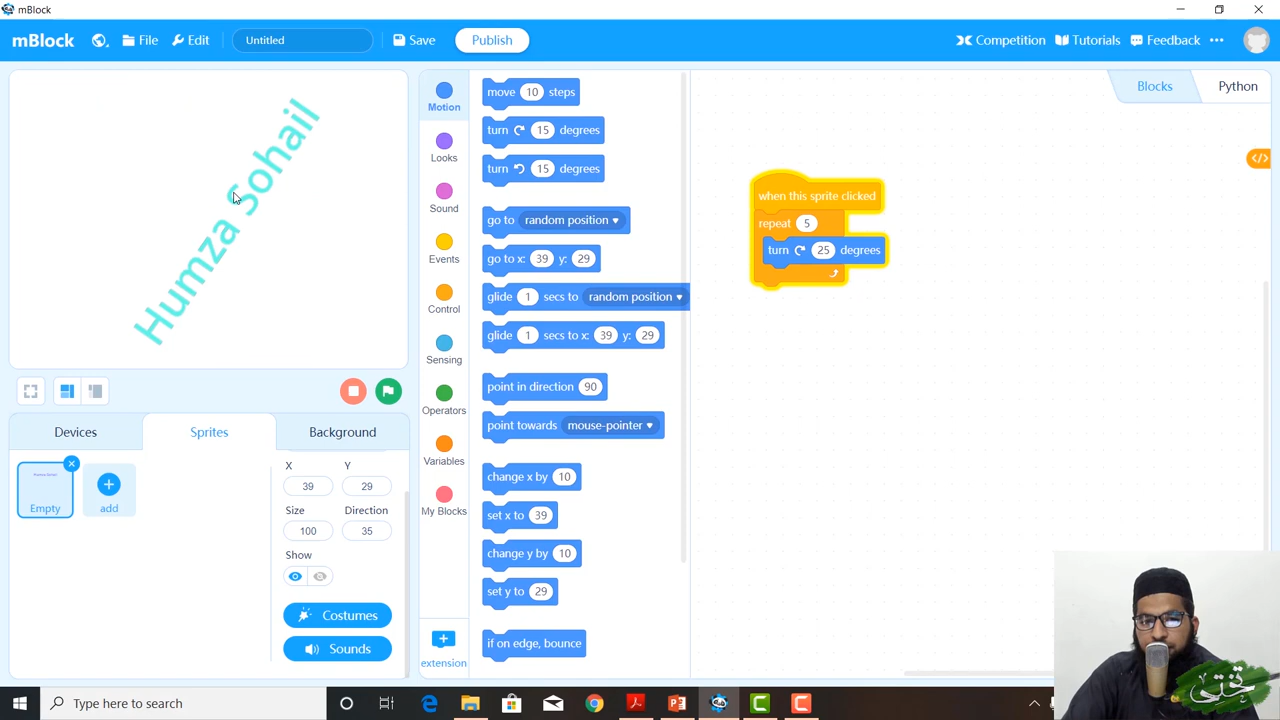 mBlock
mBlock File Edit Untitled Save Publish Competition Tutorials Feedback
Humza Sohail
Motion
Looks
Sound
Events
Control
Sensing
Operators
Variables
My Blocks
extension
move 10 steps
turn 15 degrees
turn 15 degrees
go to random position
go to x: 39 y: 29
glide 1 secs to random position
glide 1 secs to x: 39 y: 29
point in direction 90
point towards mouse-pointer
change x by 10
set x to 39
change y by 10
set y to 29
if on edge, bounce
Blocks Python
</>
when this sprite clicked
repeat 5
turn 25 degrees
Devices Sprites Background
Empty
add
X Y
39 29
Size Direction
100 35
Show
Costumes
Sounds
Type here to search
تختی